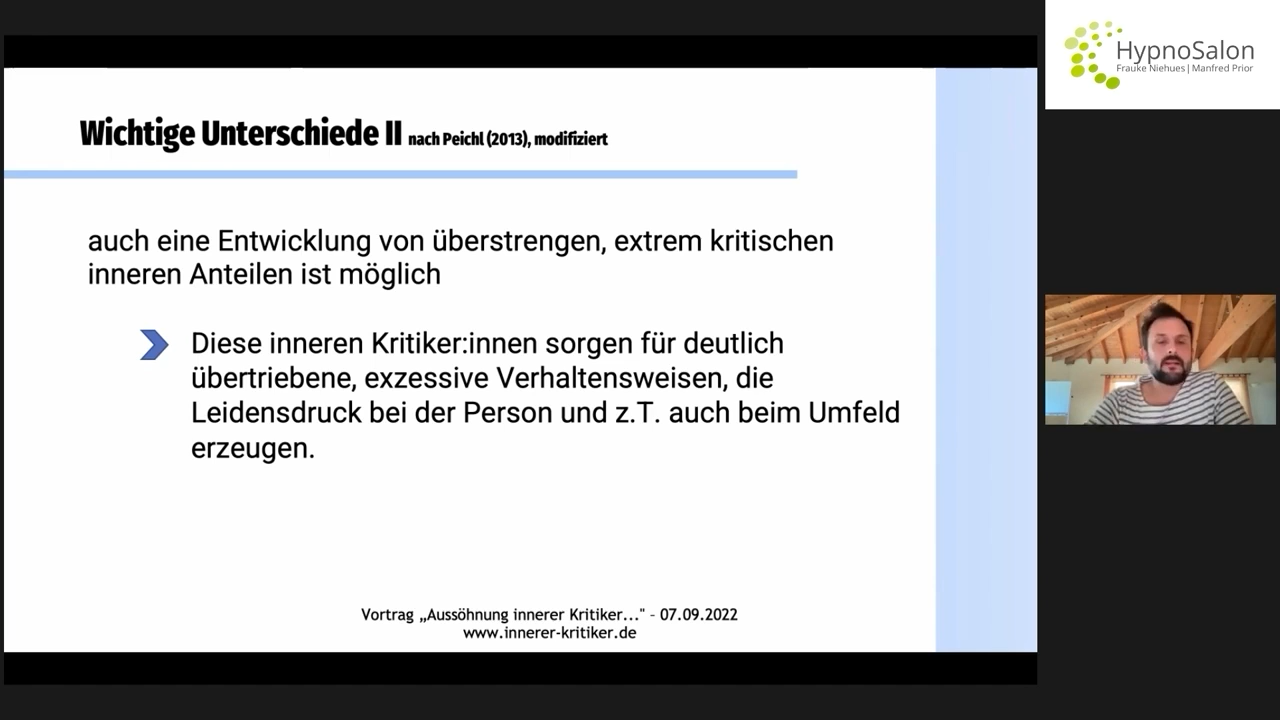 Wichtige Unterschiede II nach Peichl (2013), modifiziert
auch eine Entwicklung von überstrengen, extrem kritischen
inneren Anteilen ist möglich
Diese inneren Kritiker:innen sorgen für deutlich
übertriebene, exzessive Verhaltensweisen, die
Leidensdruck bei der Person und z.T. auch beim Umfeld
erzeugen.
Vortrag „Aussöhnung innerer Kritiker..." - 07.09.2022
www.innerer-kritiker.de
HypnoSalon
Frauke Niehues | Manfred Prior